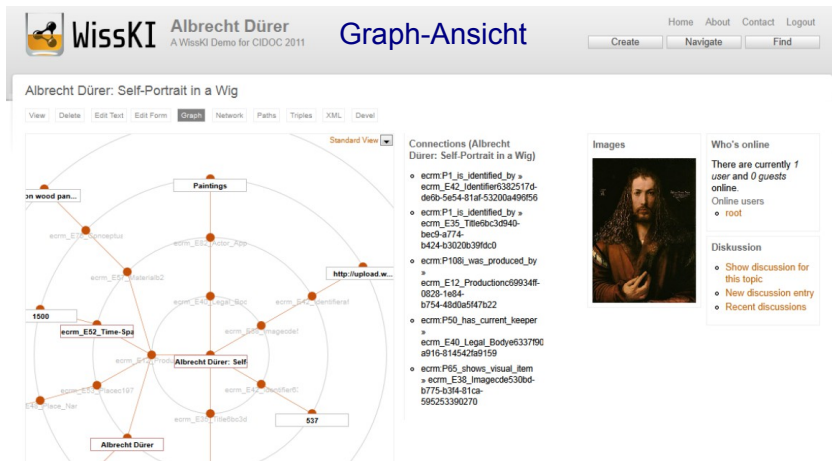 WissKI
Albrecht Dürer
A WissKI Demo for CIDOC 2011
Graph-Ansicht
Home About Contact Logout
Create Navigate Find
Albrecht Dürer: Self-Portrait in a Wig
View Delete Edit Text Edit Form Graph Network Paths Triples XML Devel
Standard View
on wood pan...
Paintings
ecrm_E62_Actor_App
http://upload.w...
1500
ecrm_E52_Time-Spa
Albrecht Dürer: Self-
537
Albrecht Dürer
Connections (Albrecht
Dürer: Self-Portrait in a Wig)
ecrm:P1_is_identified_by »
ecrm_E42_Identifier6382517d-
de6b-5e54-81af-53200a496f56
ecrm:P1_is_identified_by »
ecrm_E35_Title6bc3d940-
bec9-a774-
b424-b3020b39fdc0
ecrm:P108i_was_produced_by
»
ecrm_E12_Productionc69934ff-
0828-1e84-
b754-48d0a5f47b22
ecrm:P50_has_current_keeper
»
ecrm_E40_Legal_Bodye6337f90
a916-814542fa9159
ecrm:P65_shows_visual_item
» ecrm_E38_Imagecde530bd-
b775-b3f4-81ca-
595253390270
Images
Who's online
There are currently 1
user and 0 guests
online.
Online users
root
Discussion
Show discussion for
this topic
New discussion entry
Recent discussions